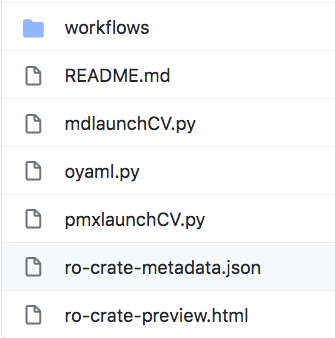 workflows
README.md
mdlaunchCV.py
oyaml.py
pmxlaunchCV.py
ro-crate-metadata.json
ro-crate-preview.html